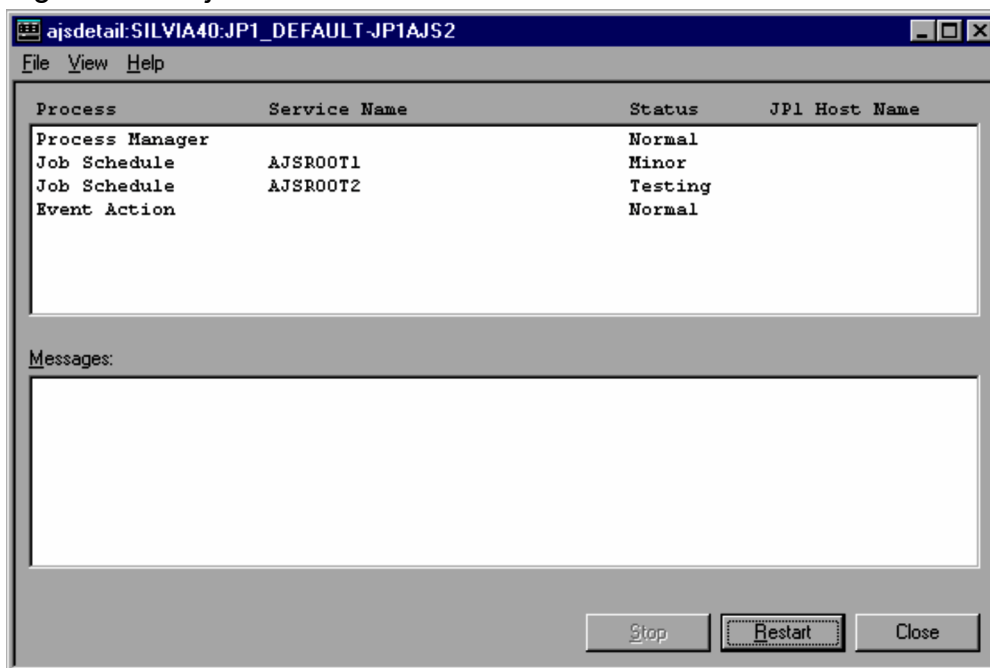 ajsdetail:SILVIA40:JP1_DEFAULT-JP1AJS2
File View Help
Process Service Name Status JP1 Host Name
Process Manager Normal
Job Schedule AJSROOT1 Minor
Job Schedule AJSROOT2 Testing
Event Action Normal
Messages:
Stop Restart Close